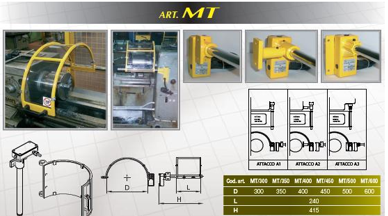 ART. MT
ATTACCO A1 ATTACCO A2 ATTACCO A3
D
L
H
Cod. art. MT/300 MT/350 MT/400 MT/450 MT/500 MT/600
D 300 350 400 450 500 600
L 240
H 415